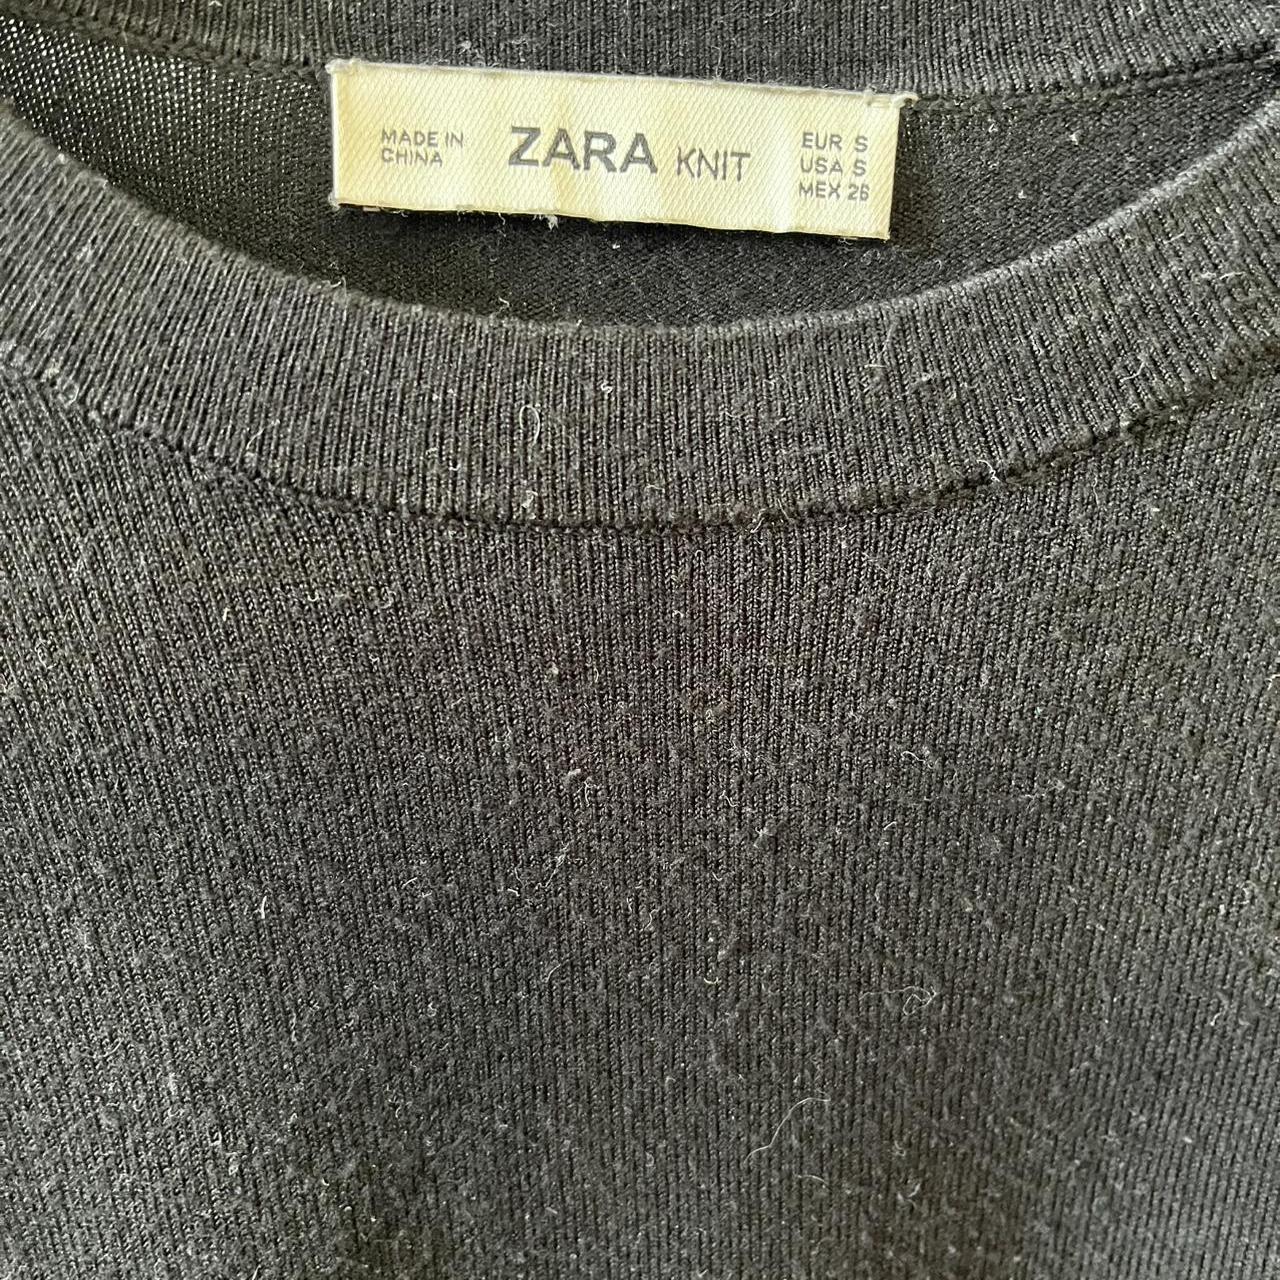 MADE IN
CHINA
ZARA KNIT
EUR S
USA S
MEX 26